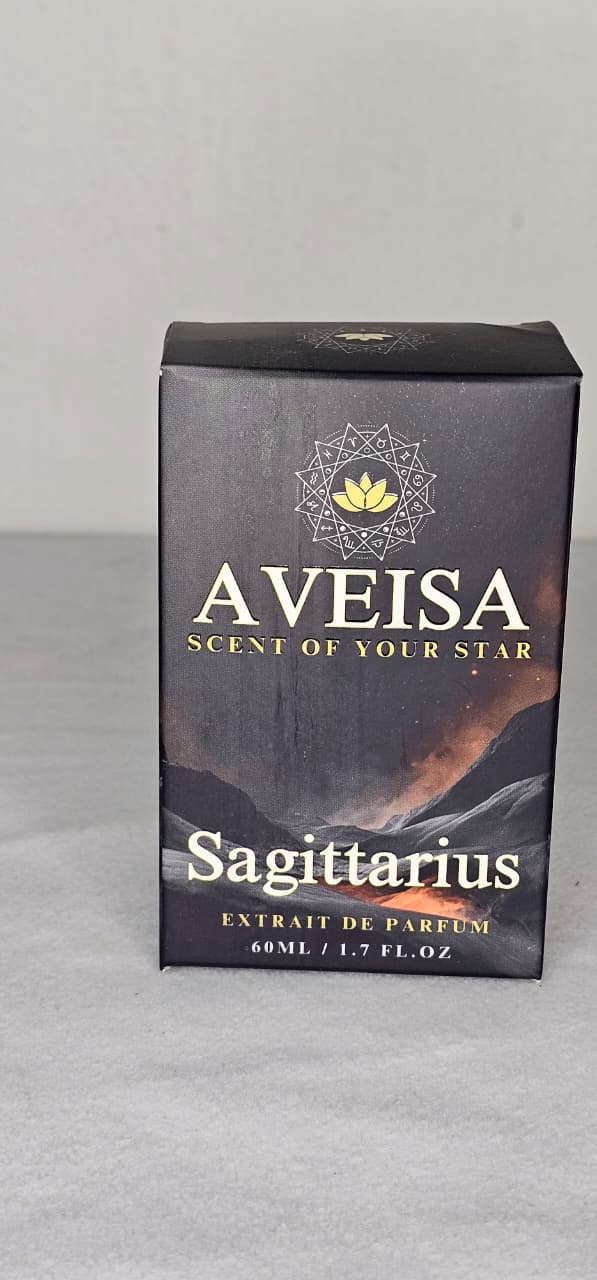 AVEISA
SCENT OF YOUR STAR
Sagittarius
EXTRAIT DE PARFUM
60ML / 1.7 FL.OZ